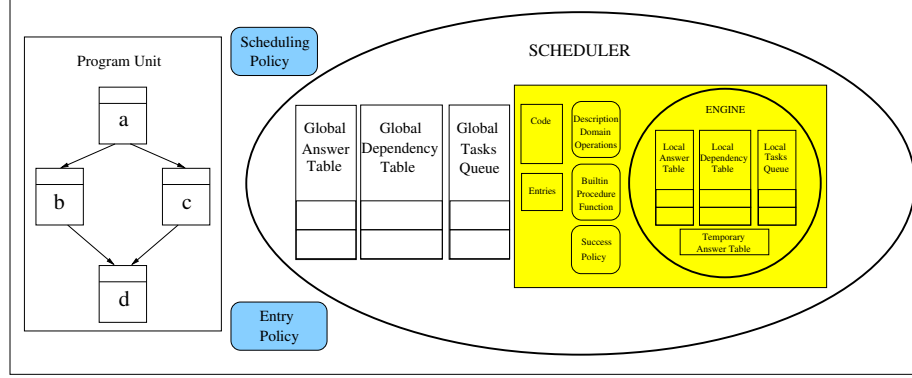 Program Unit
a
b
c
d
Scheduling
Policy
Entry
Policy
SCHEDULER
Global
Answer
Table
Global
Dependency
Table
Global
Tasks
Queue
Code
Entries
Description
Domain
Operations
Builtin
Procedure
Function
Success
Policy
ENGINE
Local
Answer
Table
Local
Dependency
Table
Local
Tasks
Queue
Temporary
Answer Table